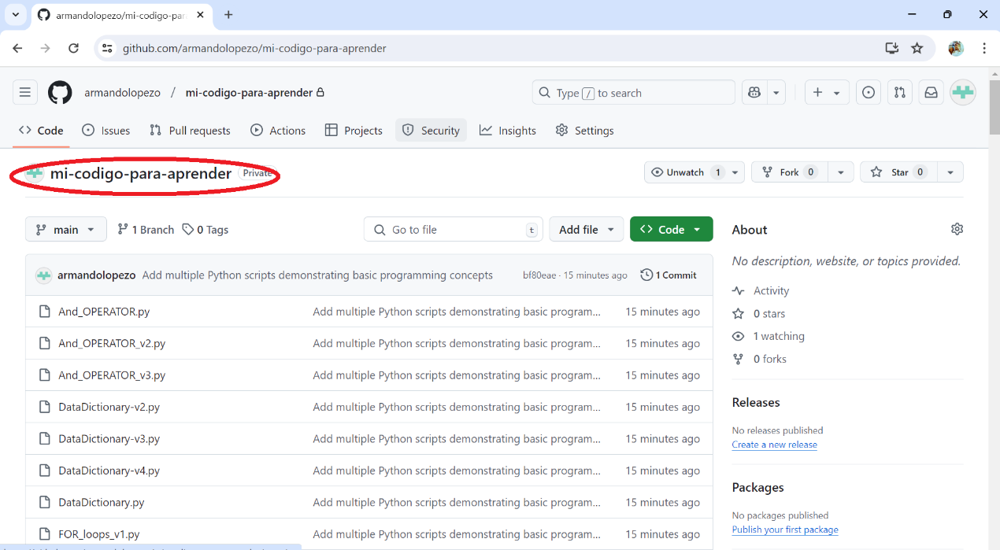 armandolopezo/mi-codigo-par
github.com/armandolopezo/mi-codigo-para-aprender
armandolopezo / mi-codigo-para-aprender
Type / to search
Code Issues Pull requests Actions Projects Security Insights Settings
mi-codigo-para-aprender Private
Unwatch 1 Fork 0 Star 0
main 1 Branch 0 Tags Go to file t Add file Code
About
No description, website, or topics provided.
armandolopezo Add multiple Python scripts demonstrating basic programming concepts bf80eae · 15 minutes ago 1 Commit
And_OPERATOR.py Add multiple Python scripts demonstrating basic program... 15 minutes ago
And_OPERATOR_v2.py Add multiple Python scripts demonstrating basic program... 15 minutes ago
And_OPERATOR_v3.py Add multiple Python scripts demonstrating basic program... 15 minutes ago
DataDictionary-v2.py Add multiple Python scripts demonstrating basic program... 15 minutes ago
DataDictionary-v3.py Add multiple Python scripts demonstrating basic program... 15 minutes ago
DataDictionary-v4.py Add multiple Python scripts demonstrating basic program... 15 minutes ago
DataDictionary.py Add multiple Python scripts demonstrating basic program... 15 minutes ago
FOR_loops_v1.py Add multiple Python scripts demonstrating basic program... 15 minutes ago
Activity
0 stars
1 watching
0 forks
Releases
No releases published
Create a new release
Packages
No packages published
Publish your first package